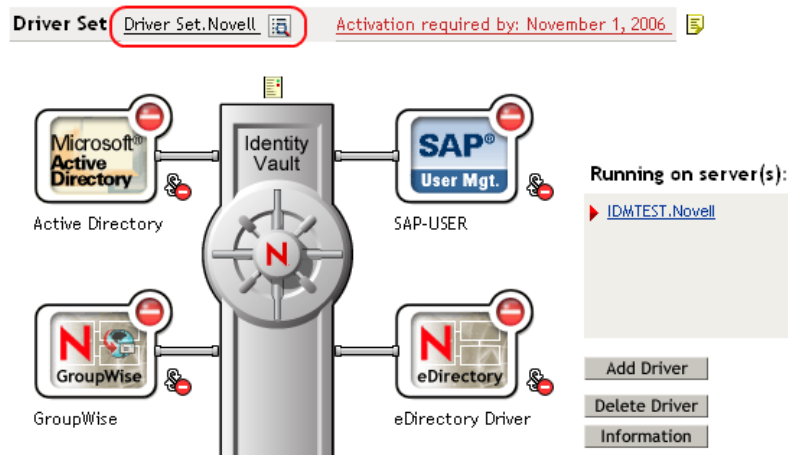 Driver Set Driver Set.Novell Activation required by: November 1, 2006
Microsoft®
Active
Directory
Active Directory
Identity
Vault
SAP®
User Mgt.
SAP-USER
Running on server(s):
IDMTEST.Novell
N
N
GroupWise
GroupWise
N
eDirectory
eDirectory Driver
Add Driver
Delete Driver
Information